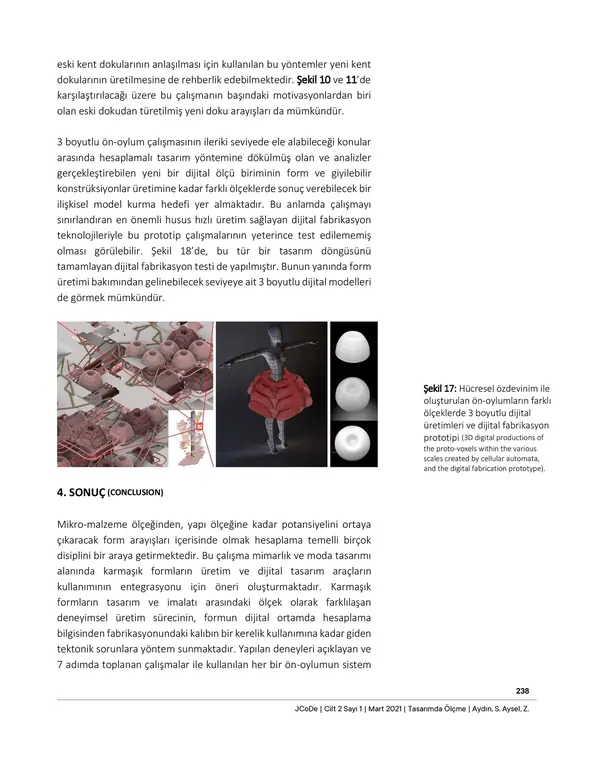 eski kent dokularının anlaşılması için kullanılan bu yöntemler yeni kent
dokularının üretilmesine de rehberlik edebilmektedir. Şekil 10 ve 11'de
karşılaştırılacağı üzere bu çalışmanın başındaki motivasyonlardan biri
olan eski dokudan türetilmiş yeni doku arayışları da mümkündür.
3 boyutlu ön-oylum çalışmasının ileriki seviyede ele alabileceği konular
arasında hesaplamalı tasarım yöntemine dökülmüş olan ve analizler
gerçekleştirebilen yeni bir dijital ölçü biriminin form ve giyilebilir
konstrüksiyonlar üretimine kadar farklı ölçeklerde sonuç verebilecek bir
ilişkisel model kurma hedefi yer almaktadır. Bu anlamda çalışmayı
sınırlandıran en önemli husus hızlı üretim sağlayan dijital fabrikasyon
teknolojileriyle bu prototip çalışmalarının yeterince test edilememiş
olması görülebilir. Şekil 18'de, bu tür bir tasarım döngüsünü
tamamlayan dijital fabrikasyon testi de yapılmıştır. Bunun yanında form
üretimi bakımından gelinebilecek seviyeye ait 3 boyutlu dijital modelleri
de görmek mümkündür.
Şekil 17: Hücresel özdevinim ile
oluşturulan ön-oylumların farklı
ölçeklerde 3 boyutlu dijital
üretimleri ve dijital fabrikasyon
prototipi (3D digital productions of
the proto-voxels within the various
scales created by cellular automata,
and the digital fabrication prototype).
4. SONUÇ (CONCLUSION)
Mikro-malzeme ölçeğinden, yapı ölçeğine kadar potansiyelini ortaya
çıkaracak form arayışları içerisinde olmak hesaplama temelli birçok
disiplini bir araya getirmektedir. Bu çalışma mimarlık ve moda tasarımı
alanında karmaşık formların üretim ve dijital tasarım araçların
kullanımının entegrasyonu için öneri oluşturmaktadır. Karmaşık
formların tasarım ve imalatı arasındaki ölçek olarak farklılaşan
deneyimsel üretim sürecinin, formun dijital ortamda hesaplama
bilgisinden fabrikasyonundaki kalıbın bir kerelik kullanımına kadar giden
tektonik sorunlara yöntem sunmaktadır. Yapılan deneyleri açıklayan ve
7 adımda toplanan çalışmalar ile kullanılan her bir ön-oylumun sistem
238
JCoDe | Cilt 2 Sayı 1 | Mart 2021 | Tasarımda Ölçme | Aydın, S. Aysel, Z.